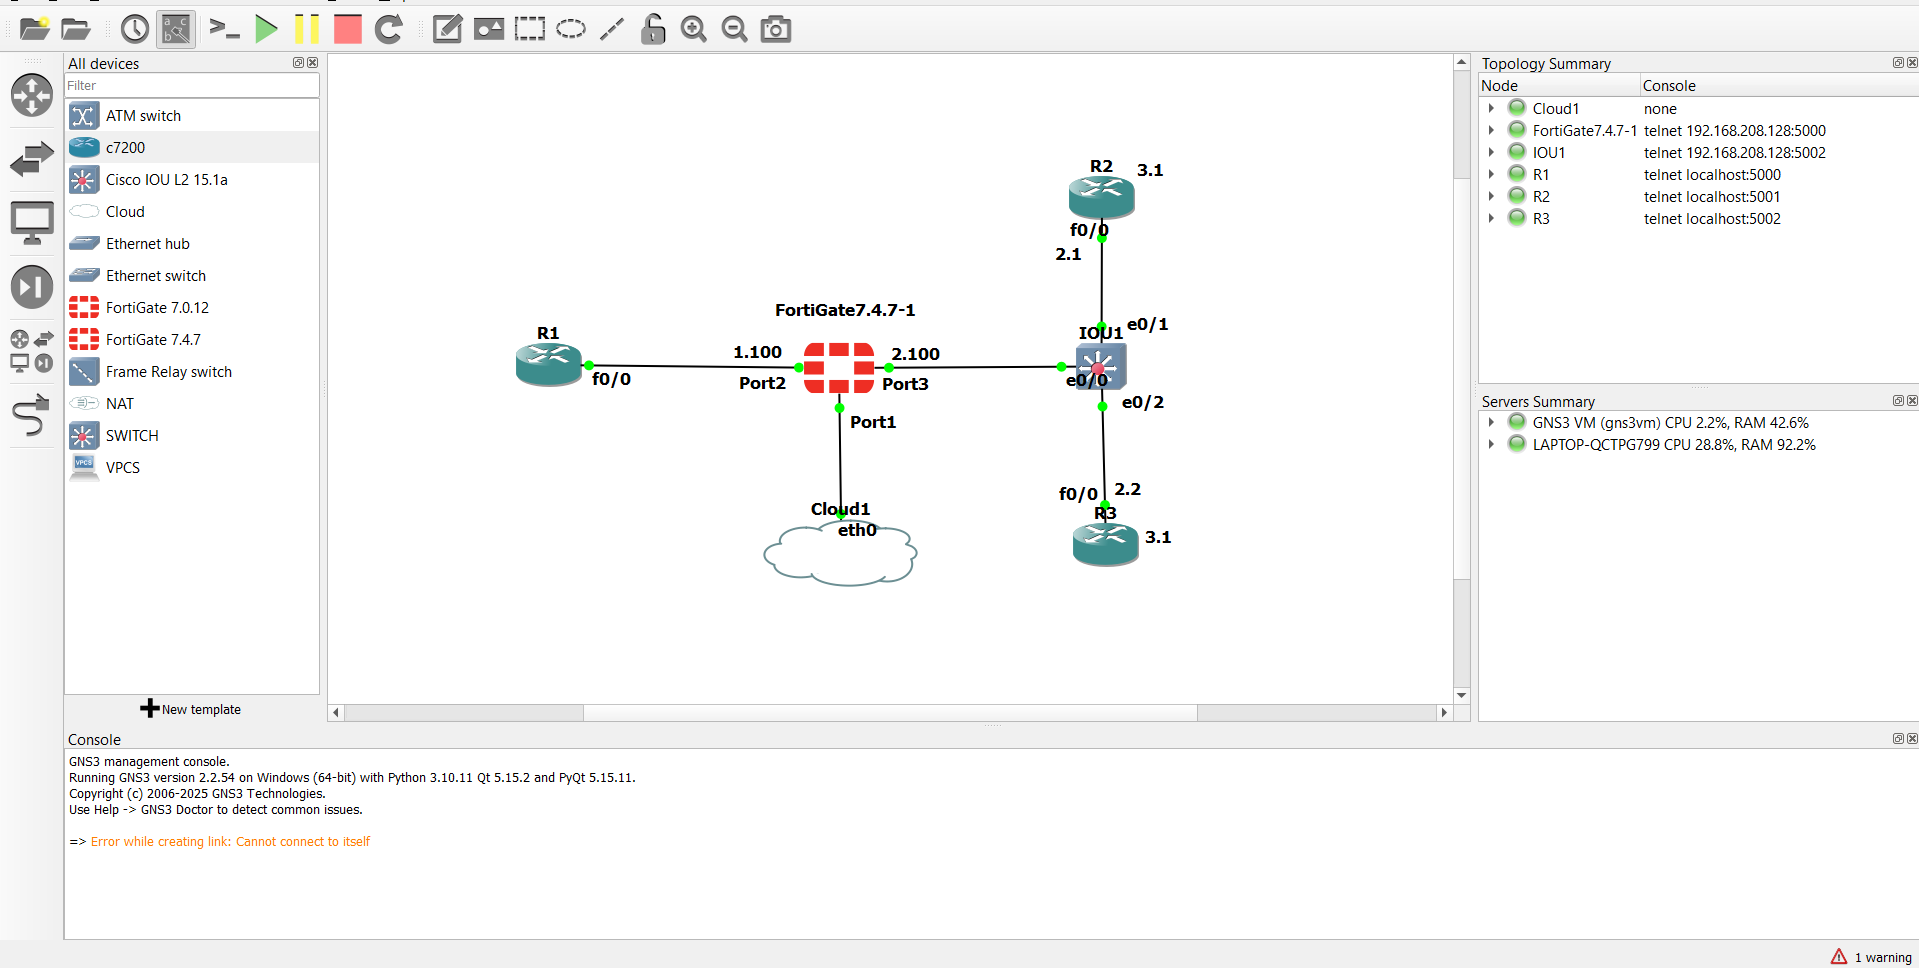 All devices
Filter
ATM switch
c7200
Cisco IOU L2 15.1a
Cloud
Ethernet hub
Ethernet switch
FortiGate 7.0.12
FortiGate 7.4.7
Frame Relay switch
NAT
SWITCH
VPCS
New template
R2
3.1
f0/0
2.1
FortiGate7.4.7-1
R1
IOU1
e0/1
1.100
2.100
f0/0
Port2
Port3
e0/0
e0/2
Port1
f0/0
2.2
Cloud1
R3
eth0
3.1
Topology Summary
Node Console
Cloud1 none
FortiGate7.4.7-1 telnet 192.168.208.128:5000
IOU1 telnet 192.168.208.128:5002
R1 telnet localhost:5000
R2 telnet localhost:5001
R3 telnet localhost:5002
Servers Summary
GNS3 VM (gns3vm) CPU 2.2%, RAM 42.6%
LAPTOP-QCTPG799 CPU 28.8%, RAM 92.2%
Console
GNS3 management console.
Running GNS3 version 2.2.54 on Windows (64-bit) with Python 3.10.11 Qt 5.15.2 and PyQt 5.15.11.
Copyright (c) 2006-2025 GNS3 Technologies.
Use Help -> GNS3 Doctor to detect common issues.
=> Error while creating link: Cannot connect to itself
1 warning